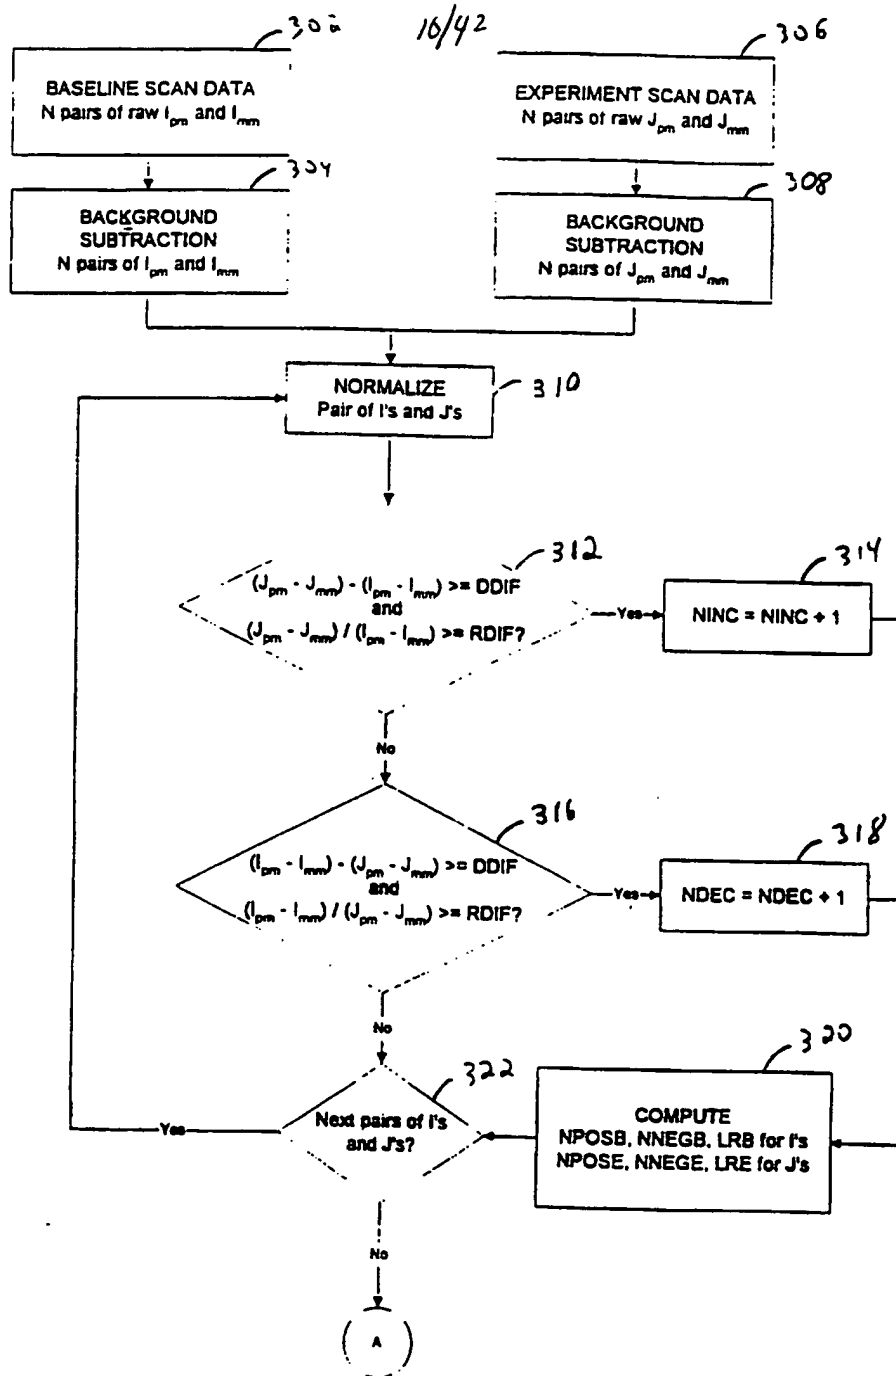 302
10/42
306
BASELINE SCAN DATA
N pairs of raw Ipm and Imm
EXPERIMENT SCAN DATA
N pairs of raw Jpm and Jmm
304
308
BACKGROUND
SUBTRACTION
N pairs of Ipm and Imm
BACKGROUND
SUBTRACTION
N pairs of Jpm and Jmm
NORMALIZE
Pair of I's and J's
310
312
314
(Jpm - Jmm) - (Ipm - Imm) >= DDIF
and
(Jpm - Jmm) / (Ipm - Imm) >= RDIF?
Yes
NINC = NINC + 1
No
316
318
(Ipm - Imm) - (Jpm - Jmm) >= DDIF
and
(Ipm - Imm) / (Jpm - Jmm) >= RDIF?
Yes
NDEC = NDEC + 1
No
322
320
Next pairs of I's
and J's?
Yes
COMPUTE
NPOSB, NNEGB, LRB for I's
NPOSE, NNEGE, LRE for J's
No
A